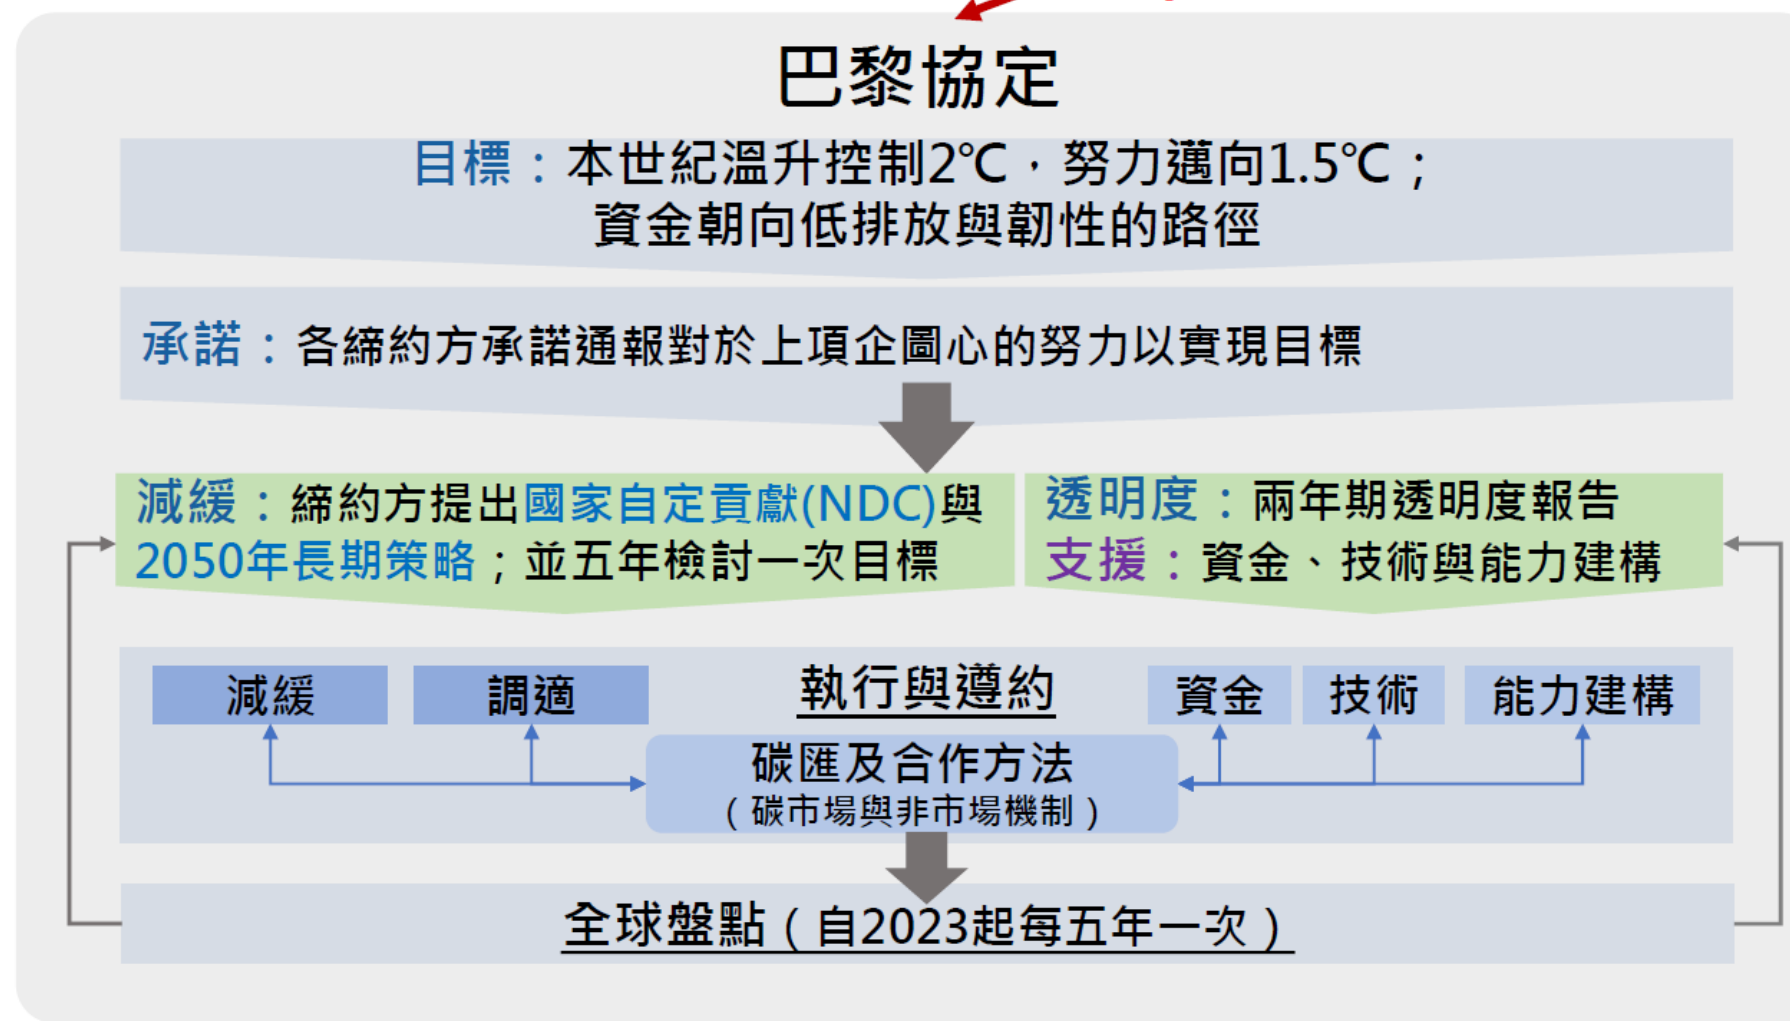 巴黎協定
目標：本世紀溫升控制2℃，努力邁向1.5℃；
資金朝向低排放與韌性的路徑
承諾：各締約方承諾通報對於上項企圖心的努力以實現目標
減緩：締約方提出國家自定貢獻(NDC)與
2050年長期策略；並五年檢討一次目標
透明度：兩年期透明度報告
支援：資金、技術與能力建構
執行與遵約
減緩
調適
資金
技術
能力建構
碳匯及合作方法
（碳市場與非市場機制）
全球盤點（自2023起每五年一次）